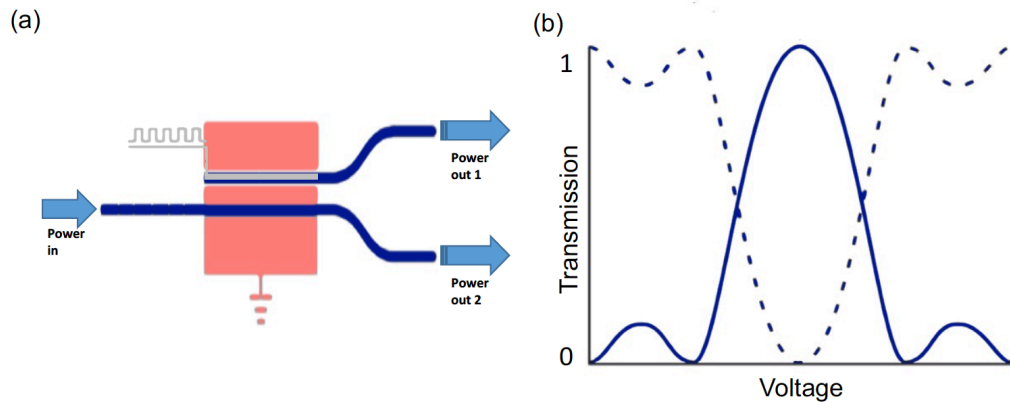 (a)
Power
in
Power
out 1
Power
out 2
(b)
1
Transmission
0
Voltage